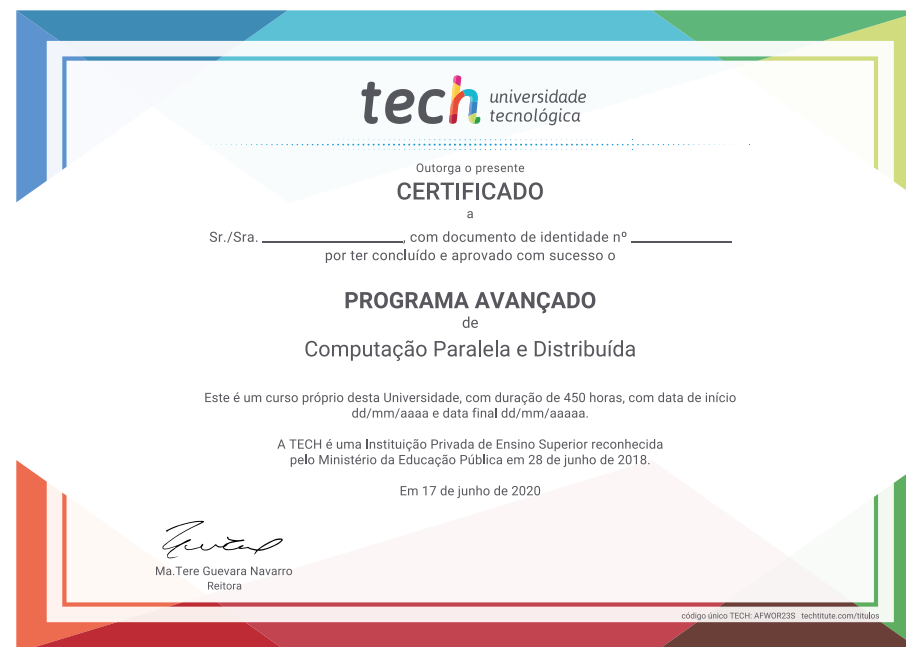 tech universidade
tecnológica
Outorga o presente
CERTIFICADO
a
Sr./Sra. ____________, com documento de identidade nº ____________
por ter concluído e aprovado com sucesso o
PROGRAMA AVANÇADO
de
Computação Paralela e Distribuída
Este é um curso próprio desta Universidade, com duração de 450 horas, com data de início
dd/mm/aaaa e data final dd/mm/aaaaa.
A TECH é uma Instituição Privada de Ensino Superior reconhecida
pelo Ministério da Educação Pública em 28 de junho de 2018.
Em 17 de junho de 2020
Ma.Tere Guevara Navarro
Reitora
código único TECH: AFWOR23S techtitute.com/titulos